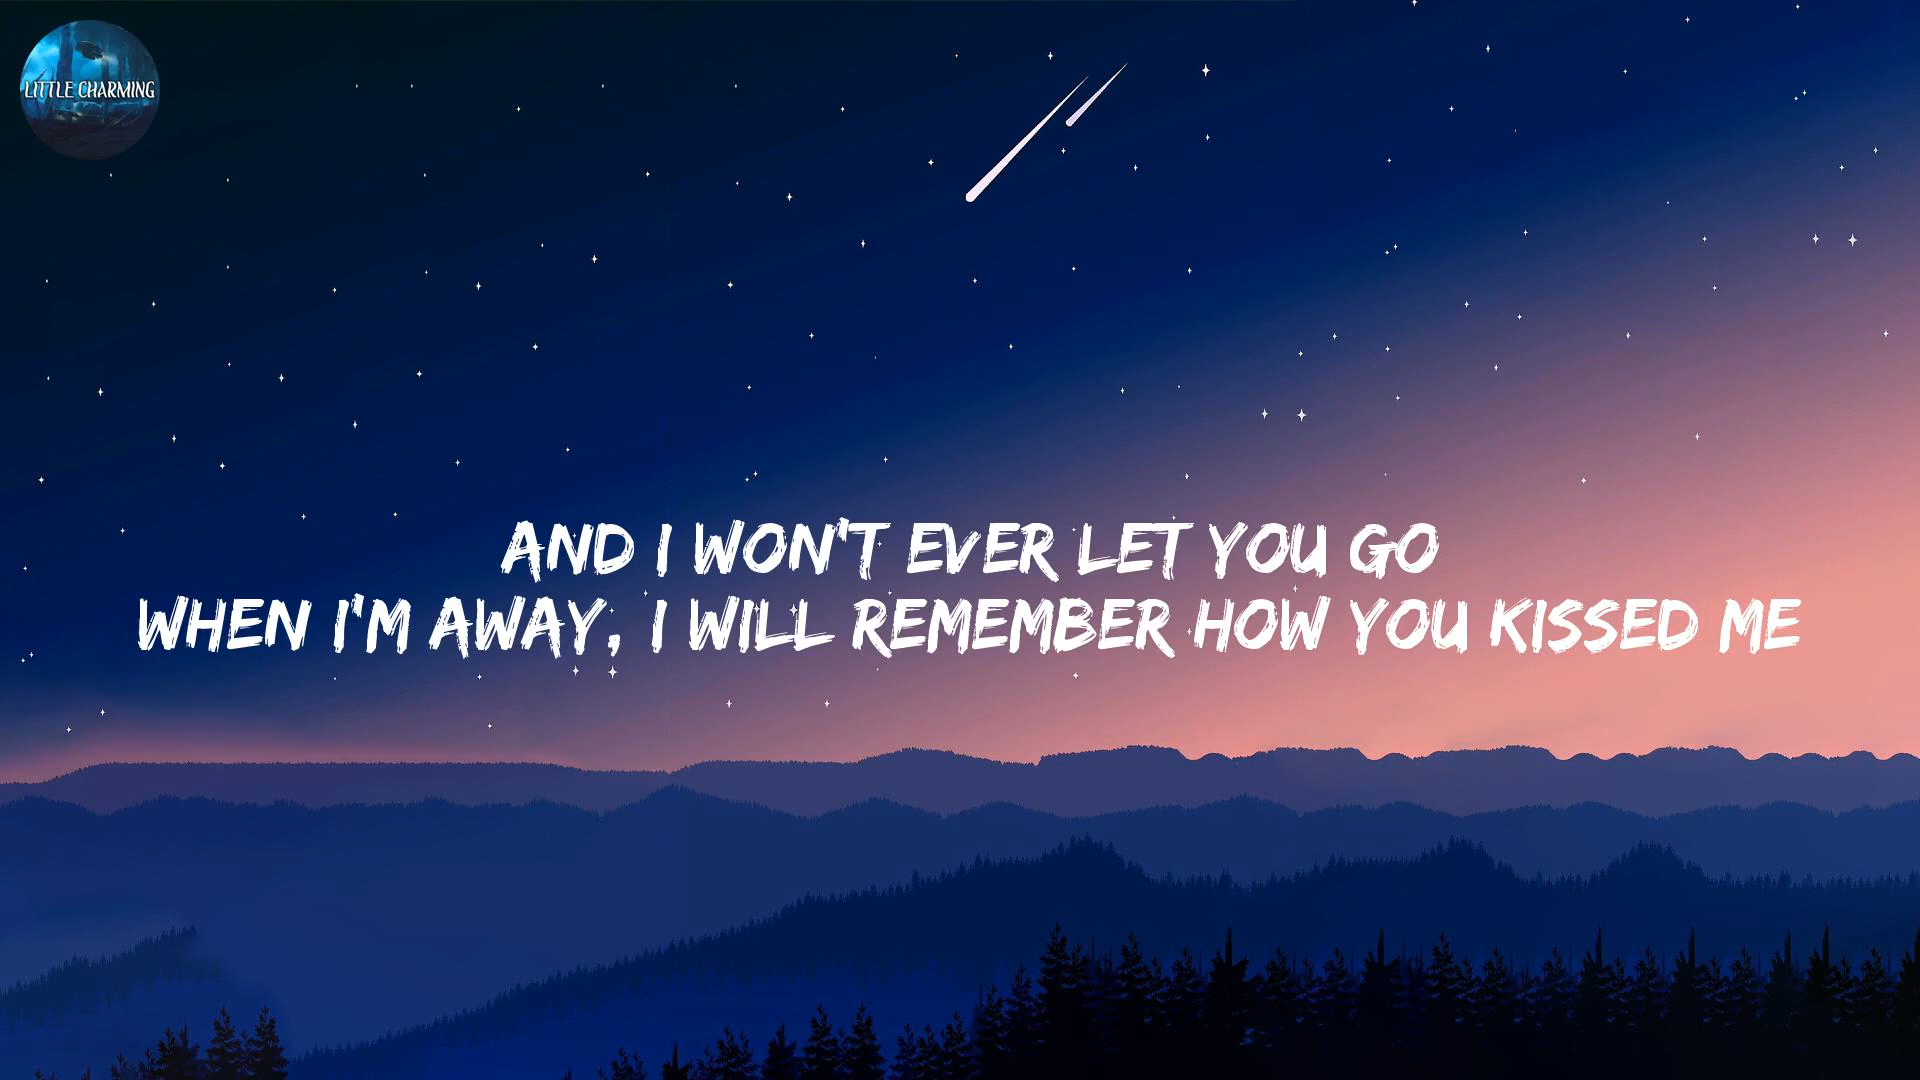 LITTLE CHARMING
AND I WON'T EVER LET YOU GO
WHEN I'M AWAY, I WILL REMEMBER HOW YOU KISSED ME